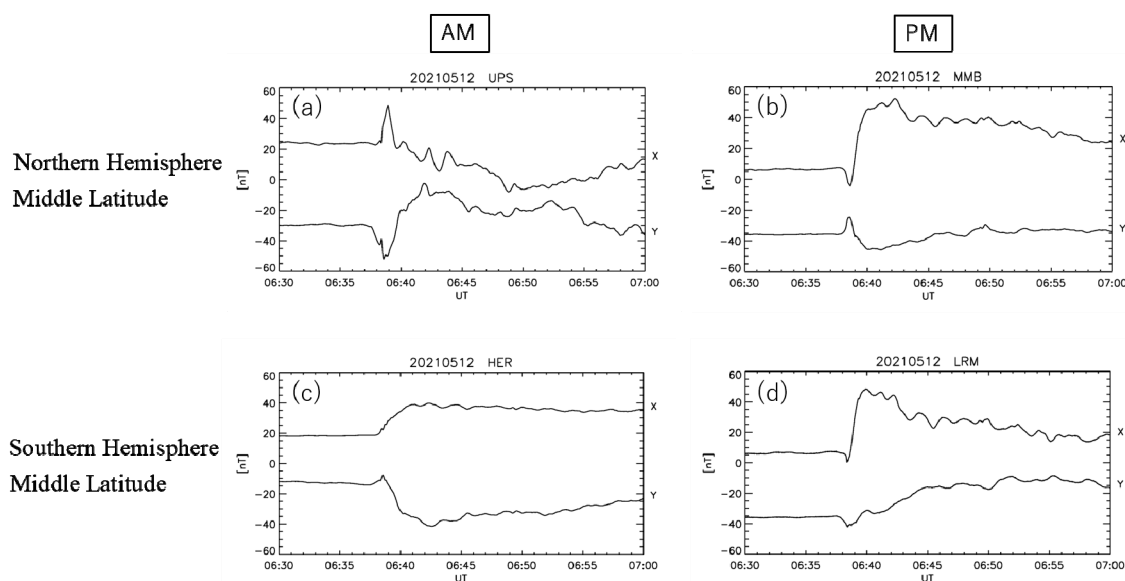 AM
PM
20210512 UPS
20210512 MMB
(a)
(b)
60
40
20
0
−20
−40
−60
[nT]
X
Y
06:30 06:35 06:40 06:45 06:50 06:55 07:00
UT
60
40
20
0
−20
−40
−60
[nT]
X
Y
06:30 06:35 06:40 06:45 06:50 06:55 07:00
UT
Northern Hemisphere
Middle Latitude
20210512 HER
20210512 LRM
(c)
(d)
60
40
20
0
−20
−40
−60
[nT]
X
Y
06:30 06:35 06:40 06:45 06:50 06:55 07:00
UT
60
40
20
0
−20
−40
−60
[nT]
X
Y
06:30 06:35 06:40 06:45 06:50 06:55 07:00
UT
Southern Hemisphere
Middle Latitude